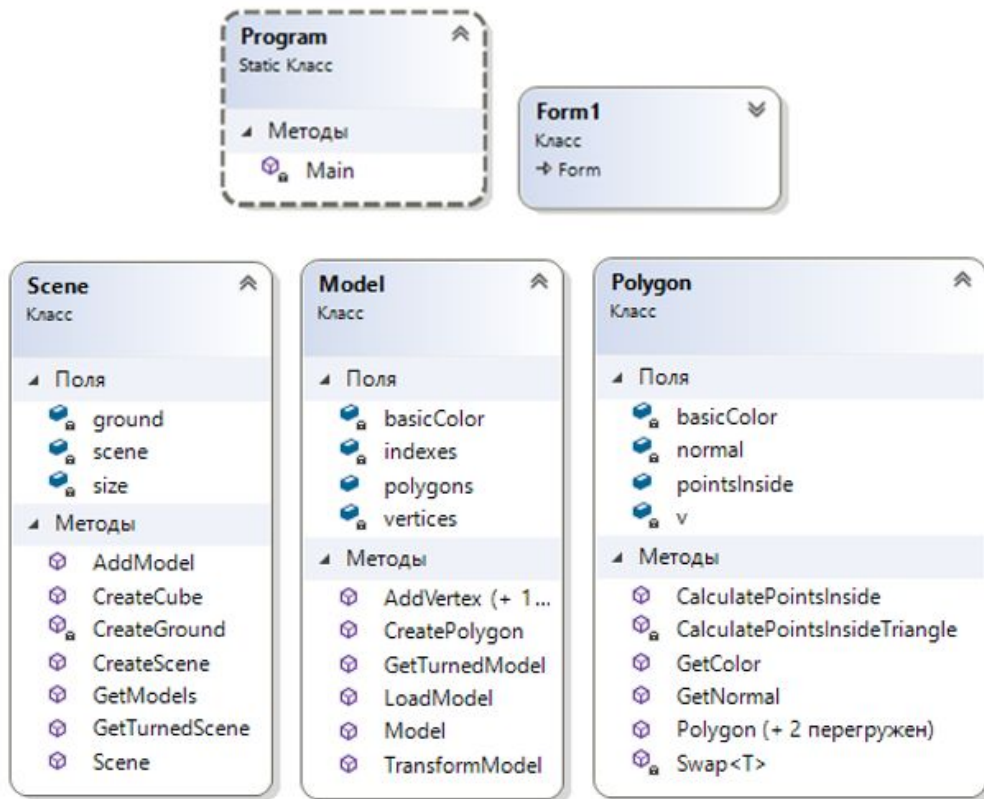 Program
Static Класс
Методы
Main
Form1
Класс
Form
Scene
Класс
Поля
ground
scene
size
Методы
AddModel
CreateCube
CreateGround
CreateScene
GetModels
GetTurnedScene
Scene
Model
Класс
Поля
basicColor
indexes
polygons
vertices
Методы
AddVertex (+ 1...
CreatePolygon
GetTurnedModel
LoadModel
Model
TransformModel
Polygon
Класс
Поля
basicColor
normal
pointsInside
v
Методы
CalculatePointsInside
CalculatePointsInsideTriangle
GetColor
GetNormal
Polygon (+ 2 перегружен)
Swap<T>